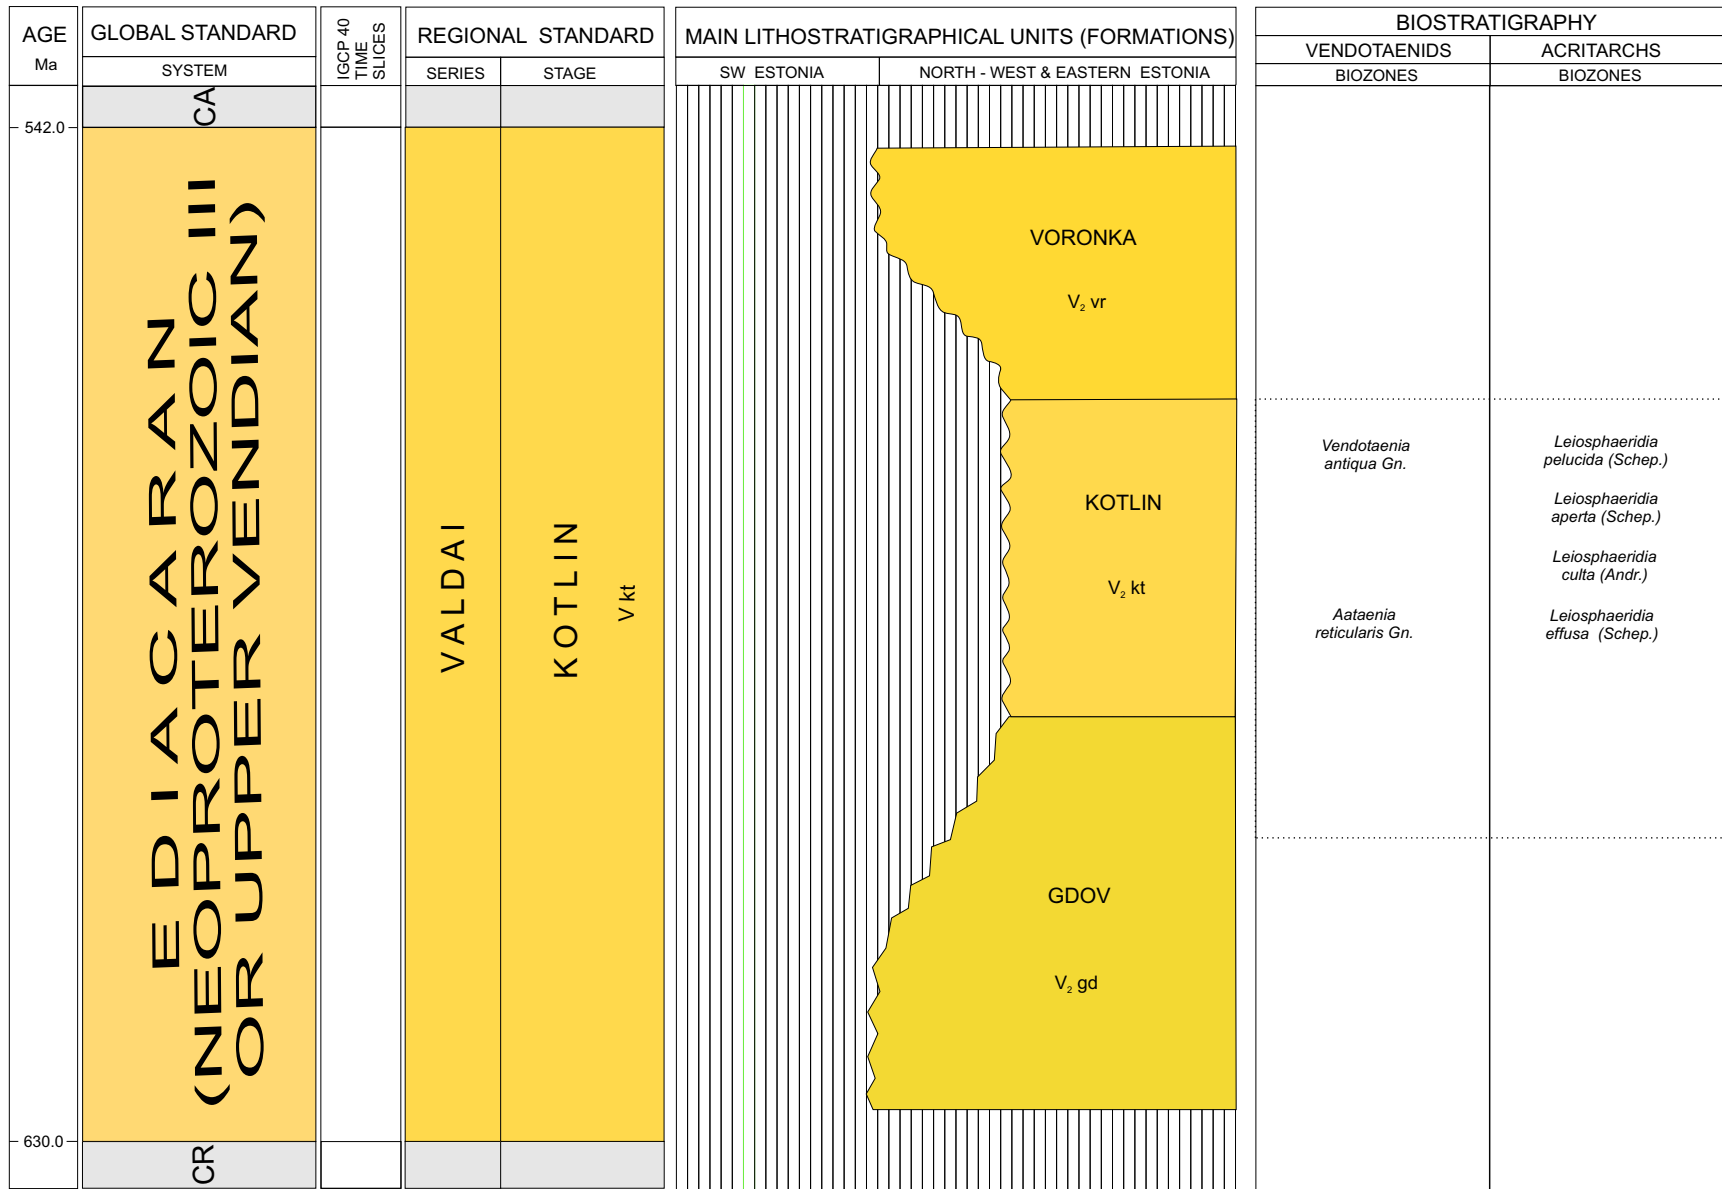 AGE
Ma
GLOBAL STANDARD
SYSTEM
IGCP 40
TIME
SLICES
REGIONAL STANDARD
SERIES
STAGE
MAIN LITHOSTRATIGRAPHICAL UNITS (FORMATIONS)
SW ESTONIA
NORTH - WEST & EASTERN ESTONIA
BIOSTRATIGRAPHY
VENDOTAENIDS
ACRITARCHS
BIOZONES
BIOZONES
CA
542.0
EDIACARAN
(NEOPROTEROZOIC III
OR UPPER VENDIAN)
VALDAI
KOTLIN
V kt
VORONKA
V₂ vr
KOTLIN
V₂ kt
GDOV
V₂ gd
Vendotaenia
antiqua Gn.
Aataenia
reticularis Gn.
Leiosphaeridia
pelucida (Schep.)
Leiosphaeridia
aperta (Schep.)
Leiosphaeridia
culta (Andr.)
Leiosphaeridia
effusa (Schep.)
630.0
CR